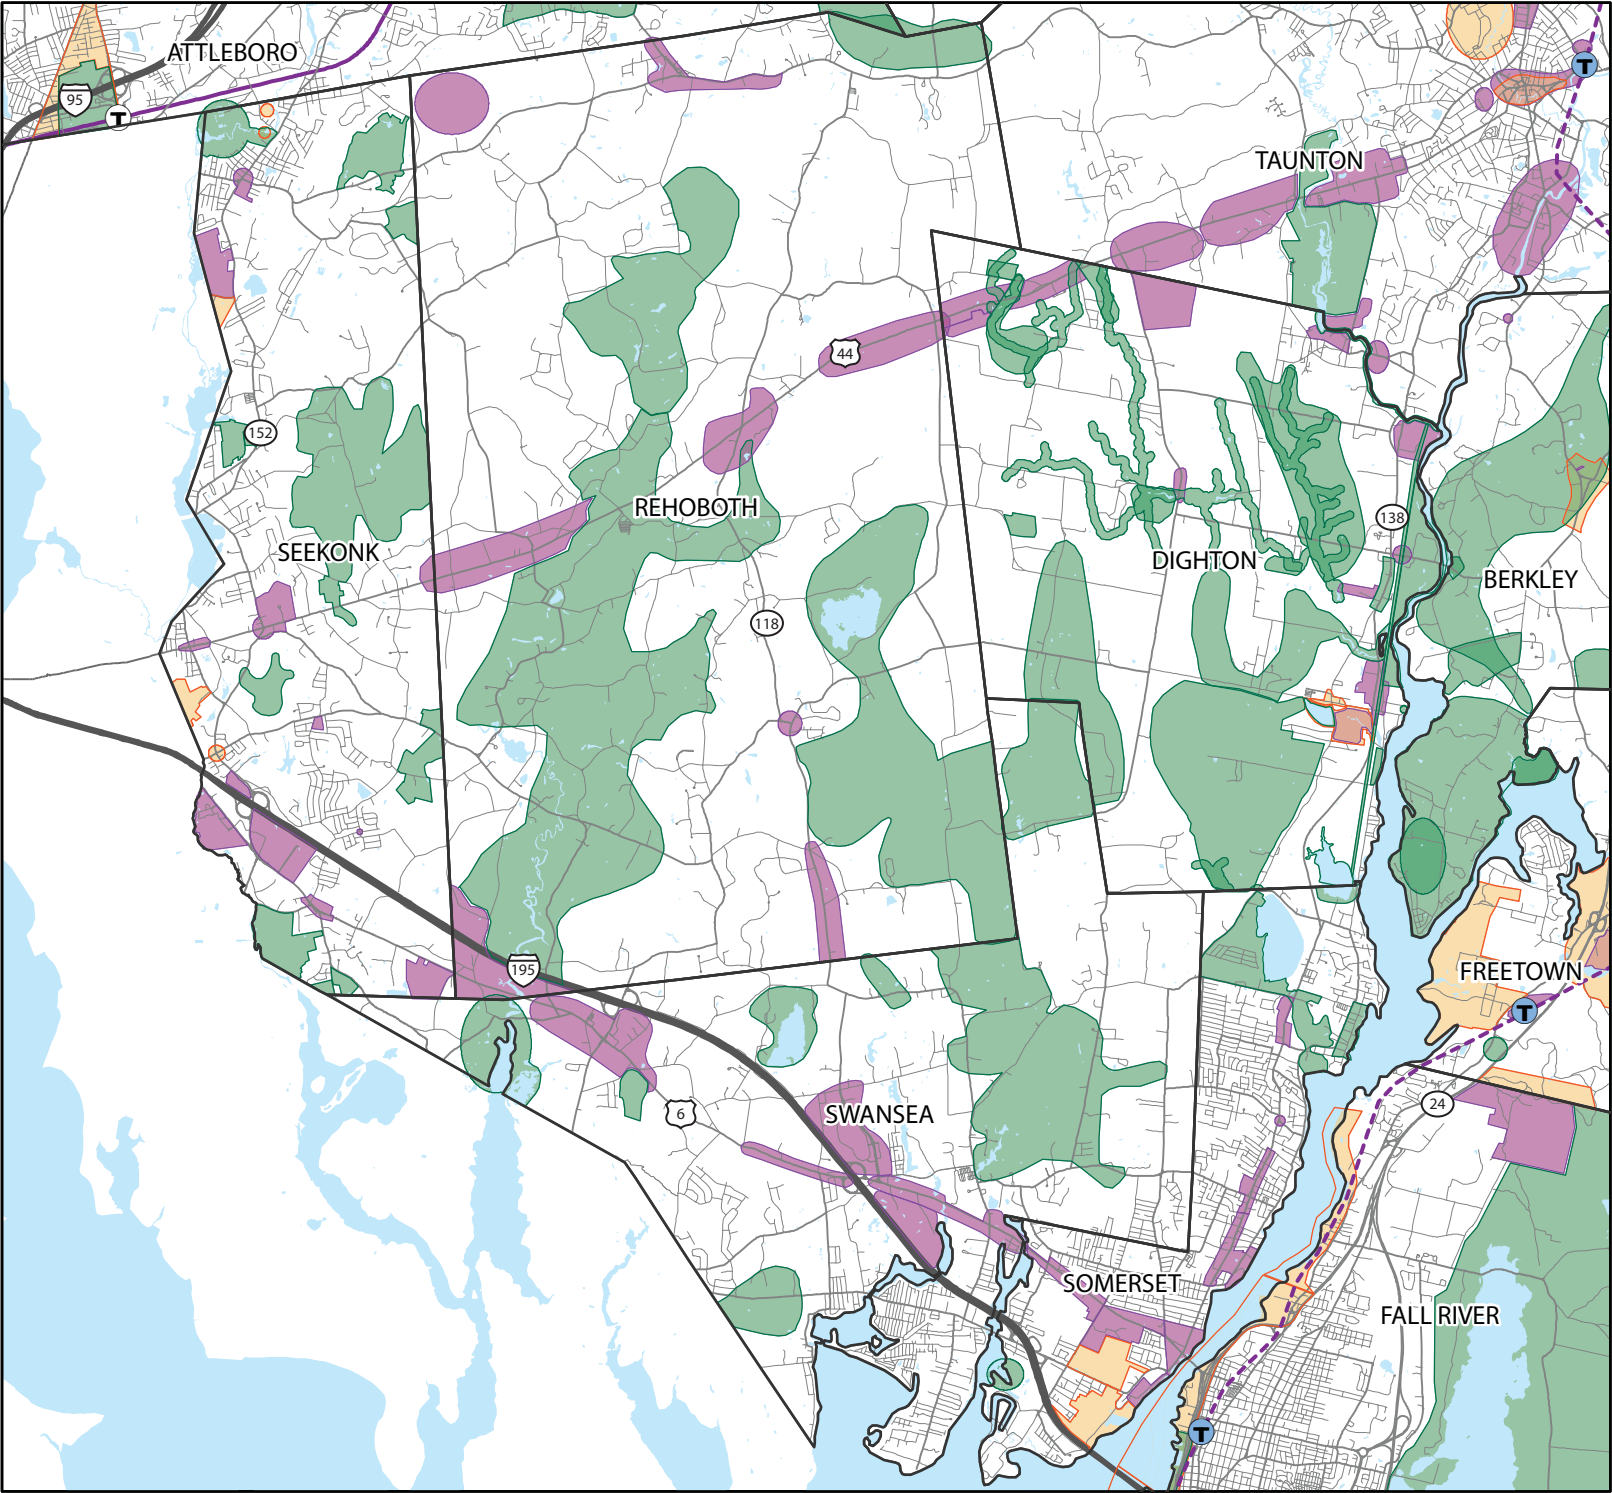 ATTLEBORO
T
95
T
TAUNTON
44
152
REHOBOTH
138
SEEKONK
DIGHTON
BERKLEY
118
195
FREETOWN
T
24
6
SWANSEA
SOMERSET
FALL RIVER
T